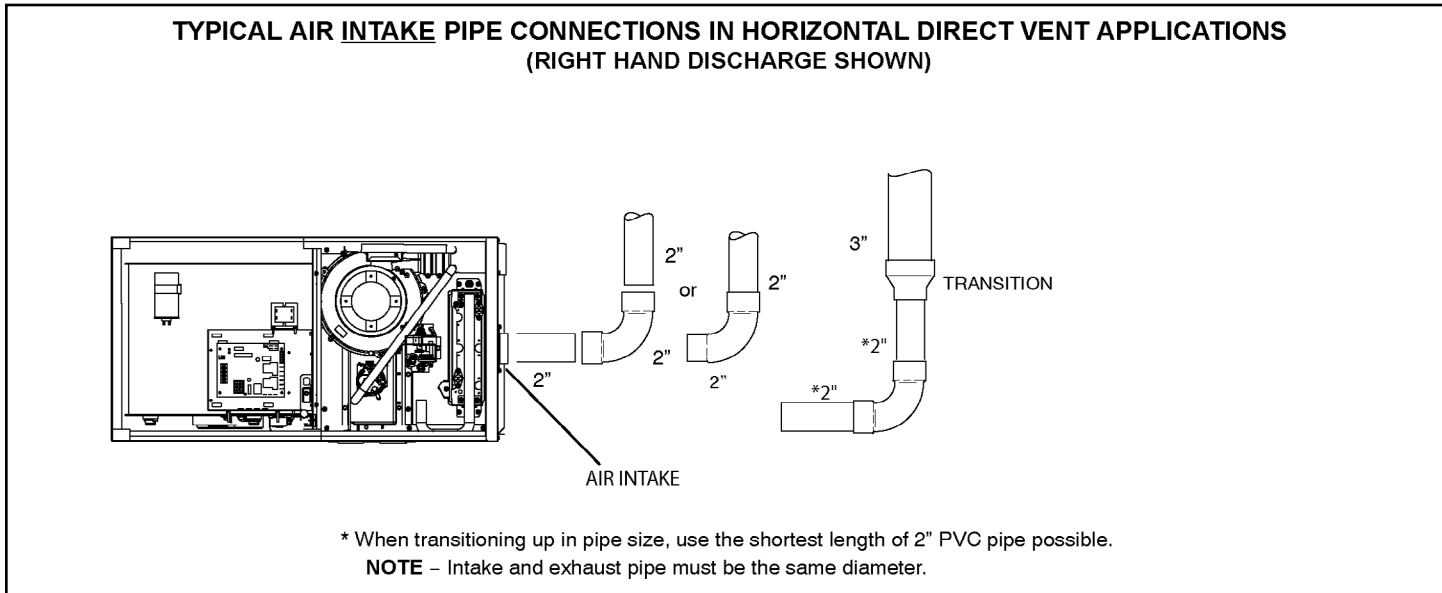 TYPICAL AIR INTAKE PIPE CONNECTIONS IN HORIZONTAL DIRECT VENT APPLICATIONS
(RIGHT HAND DISCHARGE SHOWN)
3”
2”
or
2”
TRANSITION
*2"
2”
2”
2”
*2"
AIR INTAKE
* When transitioning up in pipe size, use the shortest length of 2” PVC pipe possible.
NOTE – Intake and exhaust pipe must be the same diameter.